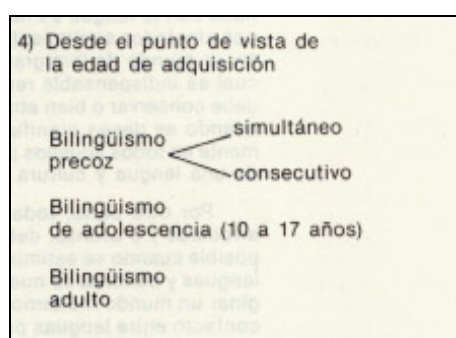 4) Desde el punto de vista de
la edad de adquisición
Bilingüismo
precoz
simultáneo
consecutivo
Bilingüismo
de adolescencia (10 a 17 años)
Bilingüismo
adulto